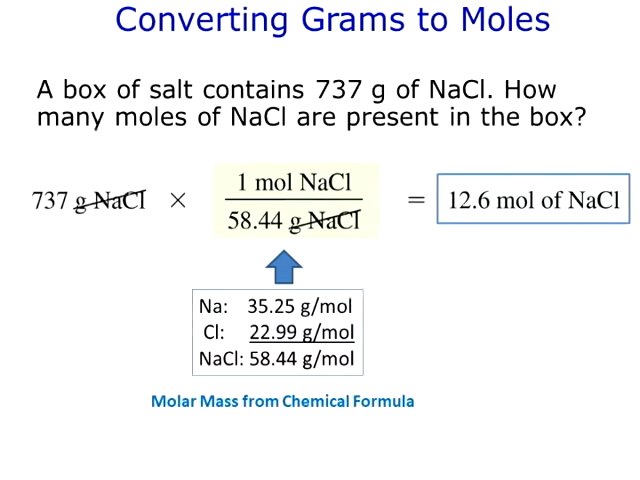 Converting Grams to Moles
A box of salt contains 737 g of NaCl. How
many moles of NaCl are present in the box?
737 g NaCl × 1 mol NaCl / 58.44 g NaCl = 12.6 mol of NaCl
Na: 35.25 g/mol
Cl: 22.99 g/mol
NaCl: 58.44 g/mol
Molar Mass from Chemical Formula